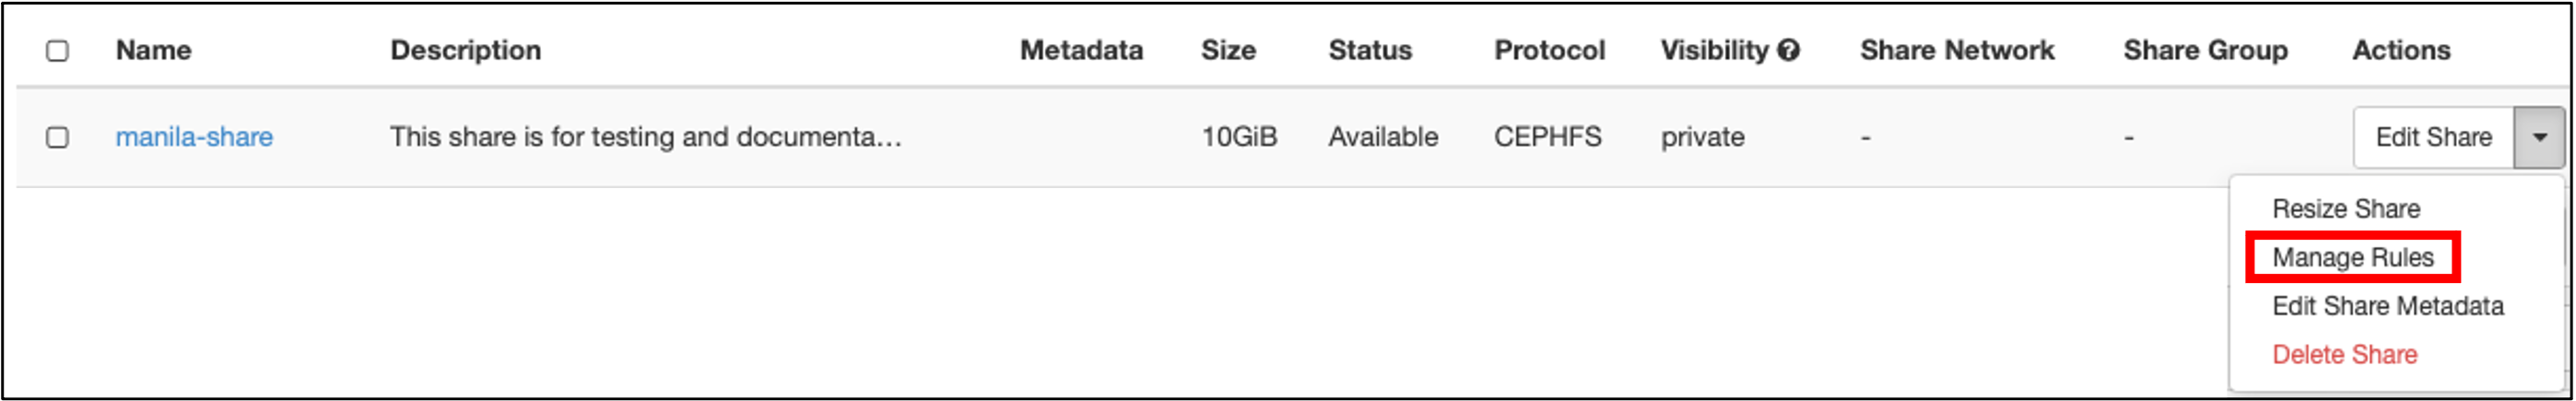 Name Description Metadata Size Status Protocol Visibility Share Network Share Group Actions
manila-share This share is for testing and documenta... 10GiB Available CEPHFS private - - Edit Share
Resize Share
Manage Rules
Edit Share Metadata
Delete Share